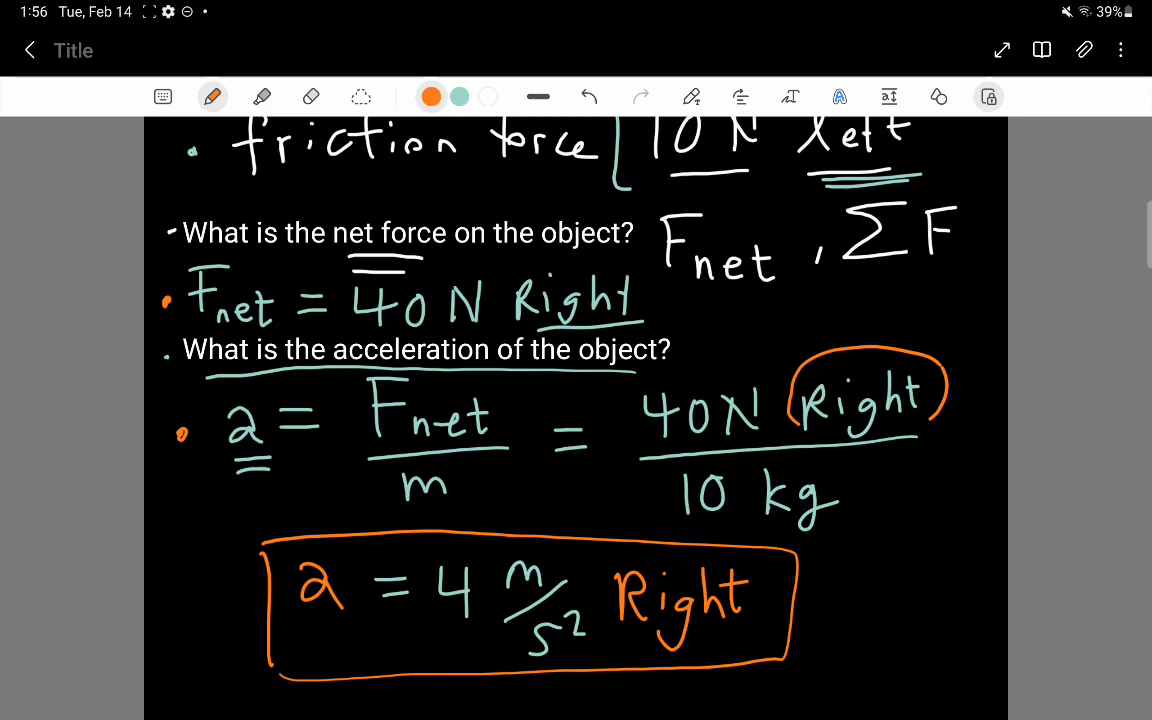 1:56 Tue, Feb 14 39%
Title
friction force 10 N left
What is the net force on the object? Fnet, ΣF
Fnet = 40 N Right
What is the acceleration of the object?
a = Fnet / m = 40 N Right / 10 kg
a = 4 m/s² Right